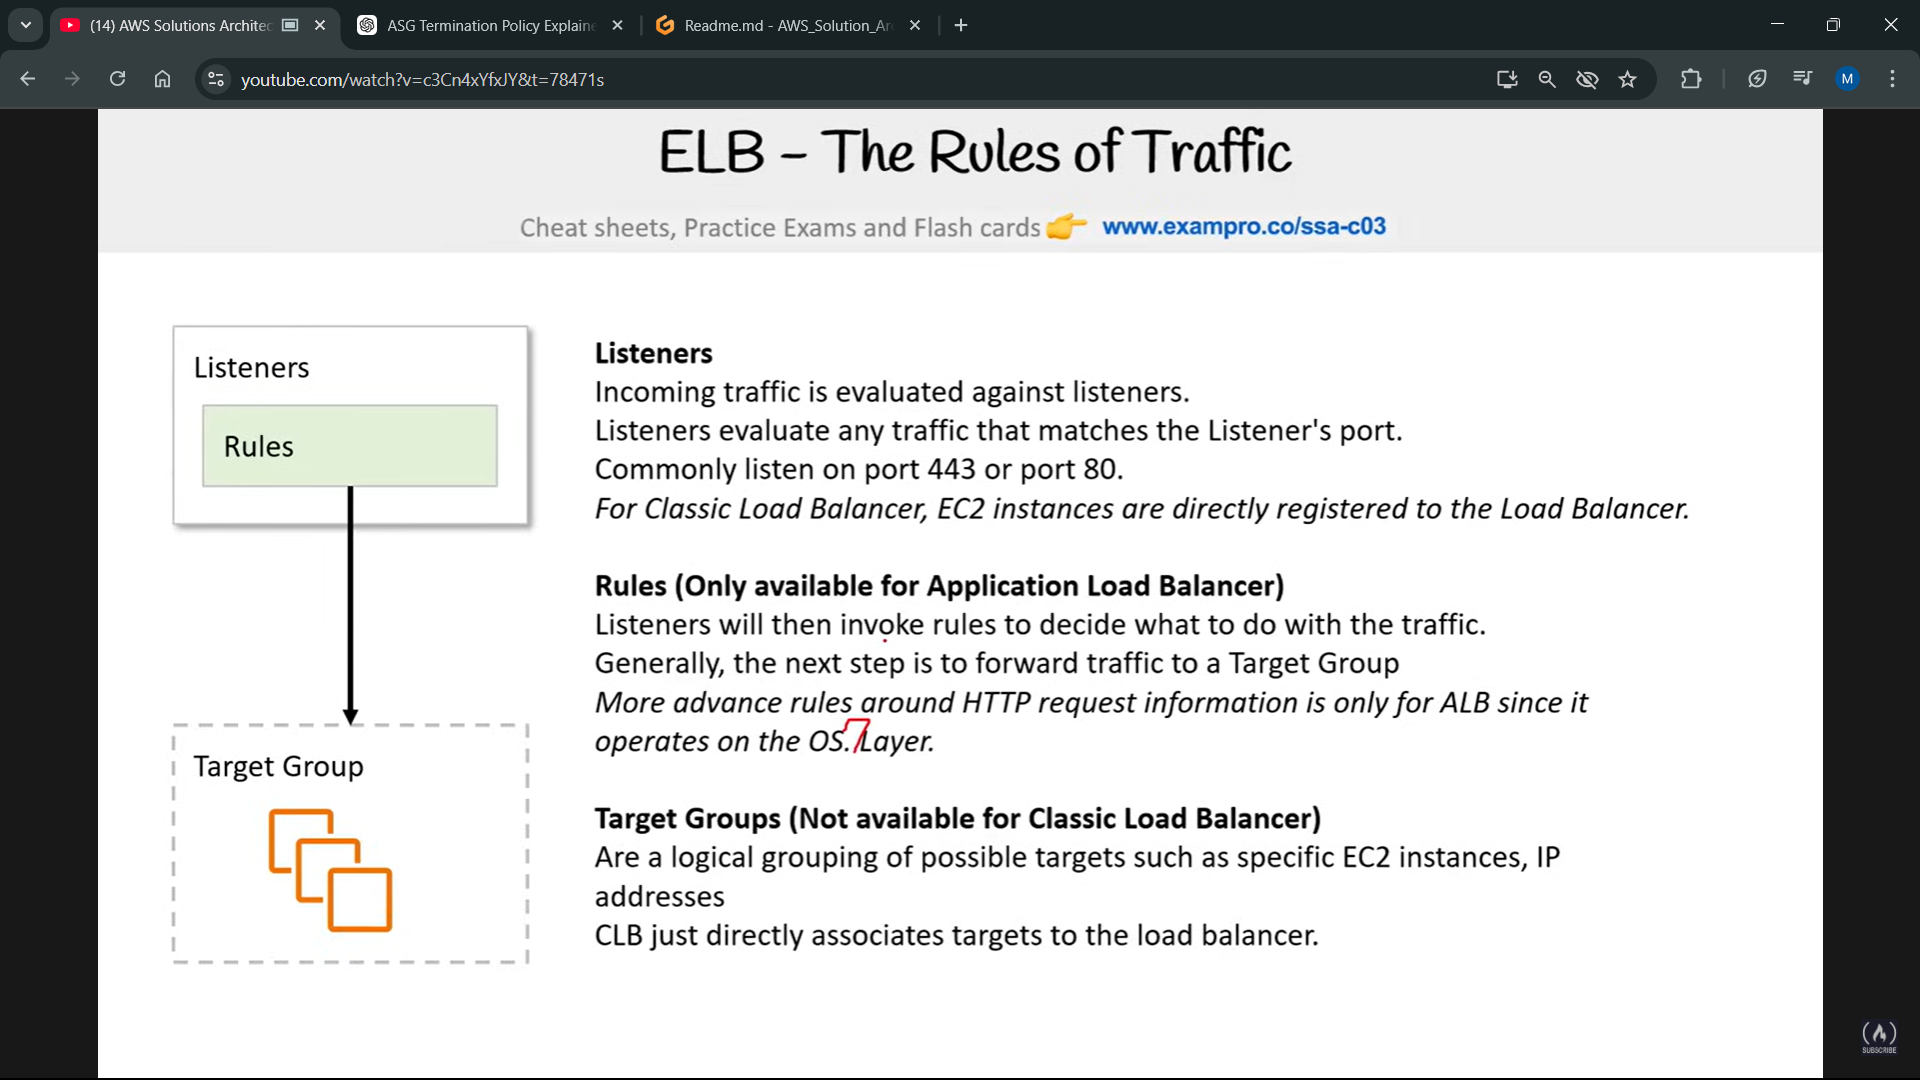 (14) AWS Solutions Architec
ASG Termination Policy Explaine
Readme.md - AWS_Solution_Ar
youtube.com/watch?v=c3Cn4xYfxJY&t=78471s
M
ELB – The Rules of Traffic
Cheat sheets, Practice Exams and Flash cards 👉 www.exampro.co/ssa-c03
Listeners
Rules
Target Group
Listeners
Incoming traffic is evaluated against listeners.
Listeners evaluate any traffic that matches the Listener's port.
Commonly listen on port 443 or port 80.
For Classic Load Balancer, EC2 instances are directly registered to the Load Balancer.
Rules (Only available for Application Load Balancer)
Listeners will then invoke rules to decide what to do with the traffic.
Generally, the next step is to forward traffic to a Target Group
More advance rules around HTTP request information is only for ALB since it
operates on the OS. 7 Layer.
Target Groups (Not available for Classic Load Balancer)
Are a logical grouping of possible targets such as specific EC2 instances, IP
addresses
CLB just directly associates targets to the load balancer.
SUBSCRIBE